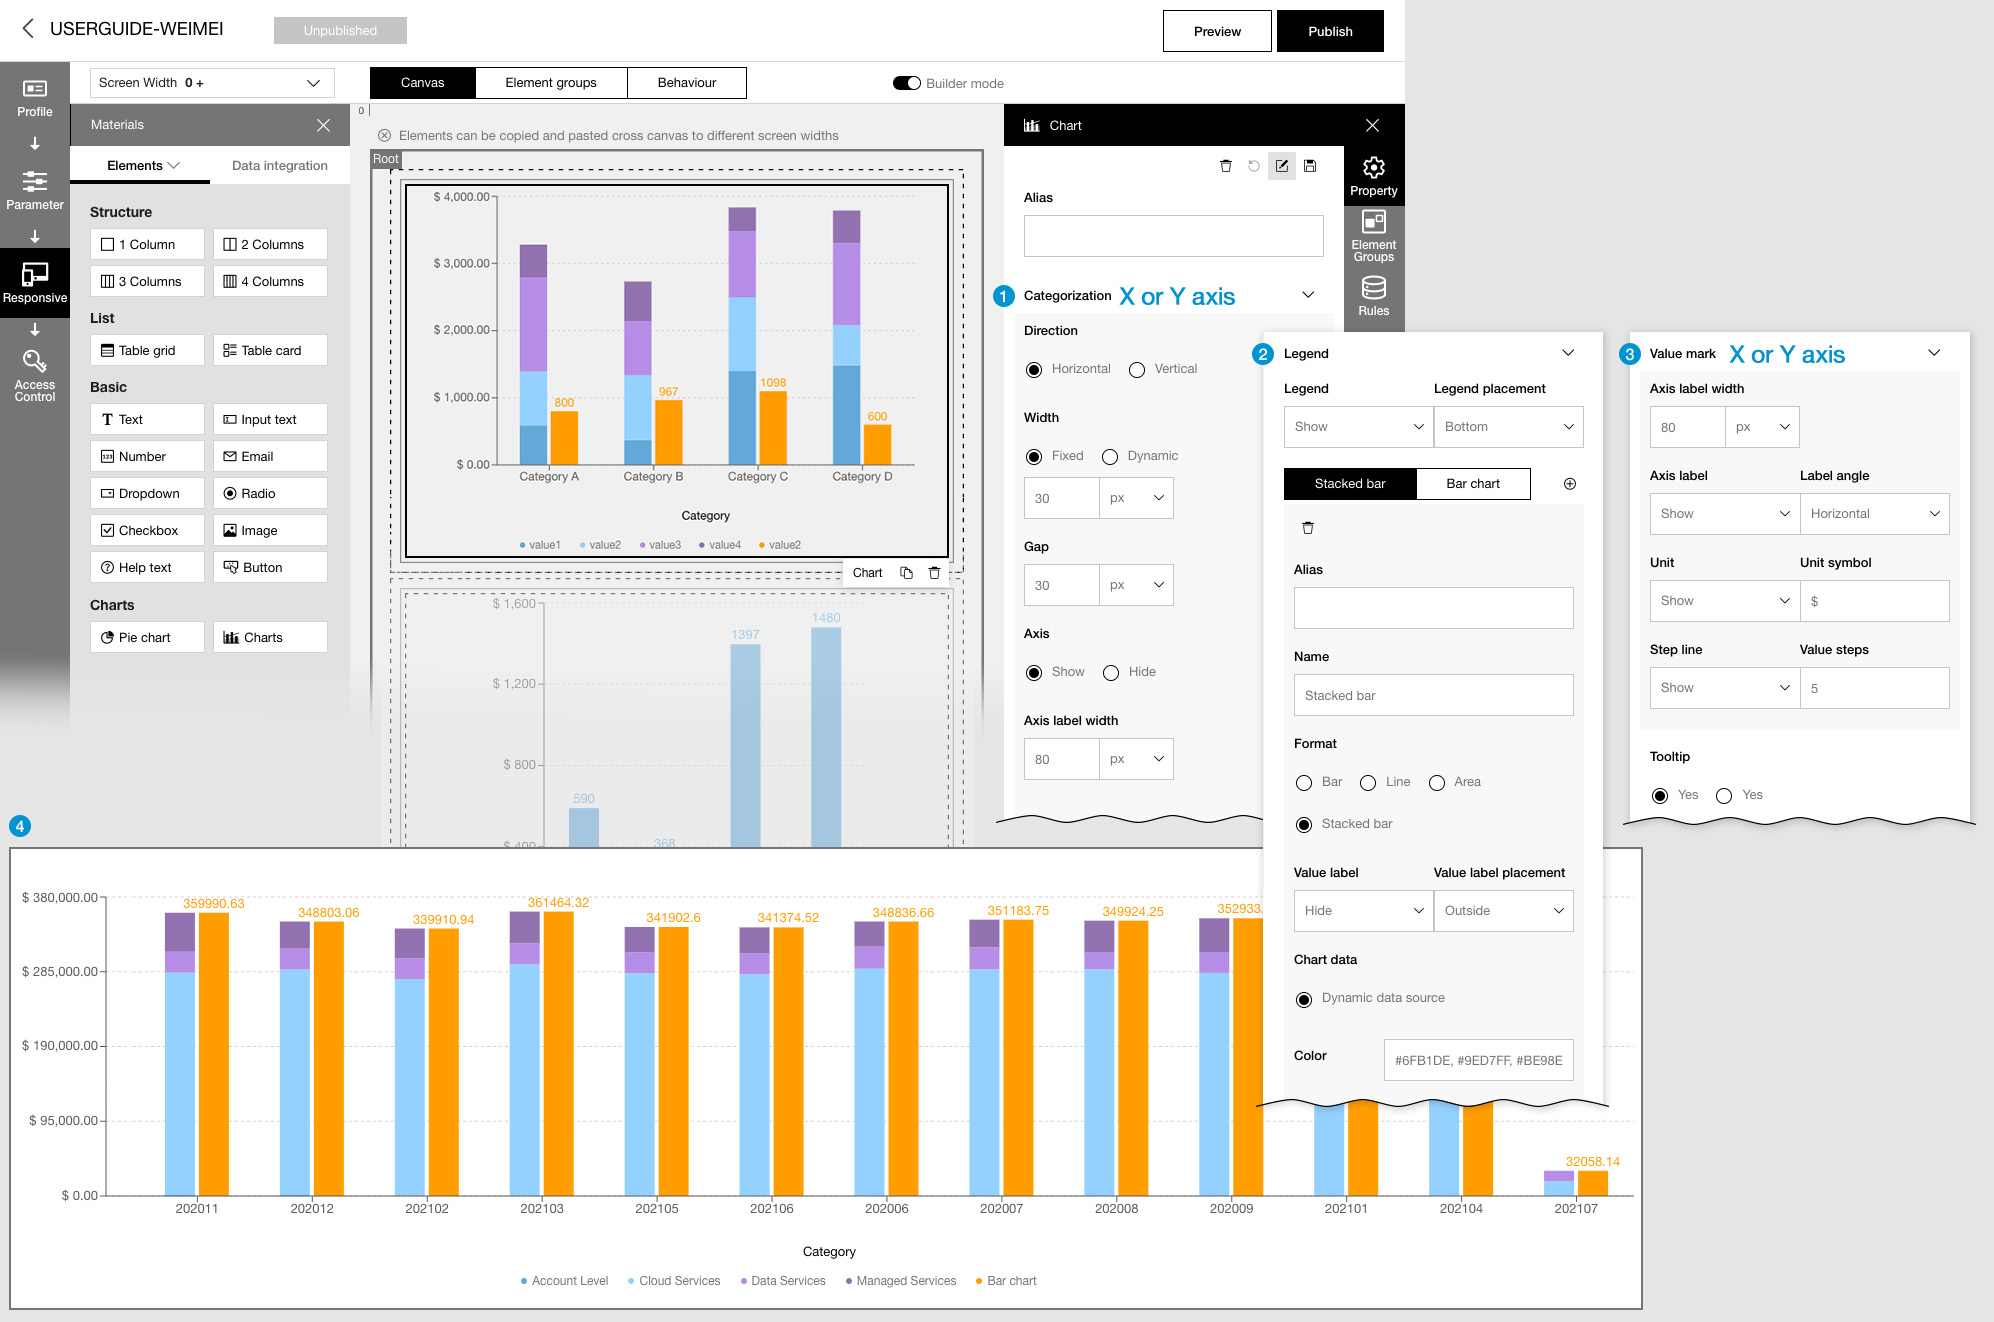 USERGUIDE-WEIMEI
Unpublished
Preview
Publish
Screen Width 0 +
Canvas
Element groups
Behaviour
Builder mode
Profile
Parameter
Responsive
Access
Control
Materials
Elements
Data integration
Structure
1 Column
2 Columns
3 Columns
4 Columns
List
Table grid
Table card
Basic
Text
Input text
Number
Email
Dropdown
Radio
Checkbox
Image
Help text
Button
Charts
Pie chart
Charts
0
Elements can be copied and pasted cross canvas to different screen widths
Root
$ 4,000.00
$ 3,000.00
$ 2,000.00
$ 1,000.00
$ 0.00
800
967
1098
600
Category A
Category B
Category C
Category D
Category
value1
value2
value3
value4
value2
Chart
$ 1,600
$ 1,200
$ 800
$ 400
590
368
1397
1480
Chart
Property
Element
Groups
Rules
Alias
1
Categorization X or Y axis
Direction
Horizontal
Vertical
Width
Fixed
Dynamic
30
px
Gap
30
px
Axis
Show
Hide
Axis label width
80
px
2
Legend
Legend
Legend placement
Show
Bottom
Stacked bar
Bar chart
Alias
Name
Stacked bar
Format
Bar
Line
Area
Stacked bar
Value label
Value label placement
Hide
Outside
Chart data
Dynamic data source
Color
#6FB1DE, #9ED7FF, #BE98E
3
Value mark X or Y axis
Axis label width
80
px
Axis label
Label angle
Show
Horizontal
Unit
Unit symbol
Show
$
Step line
Value steps
Show
5
Tooltip
Yes
Yes
4
$ 380,000.00
$ 285,000.00
$ 190,000.00
$ 95,000.00
$ 0.00
359990.63
348803.06
339910.94
361464.32
341902.6
341374.52
348836.66
351183.75
349924.25
352933.
32058.14
202011
202012
202102
202103
202105
202106
202006
202007
202008
202009
202101
202104
202107
Category
Account Level
Cloud Services
Data Services
Managed Services
Bar chart